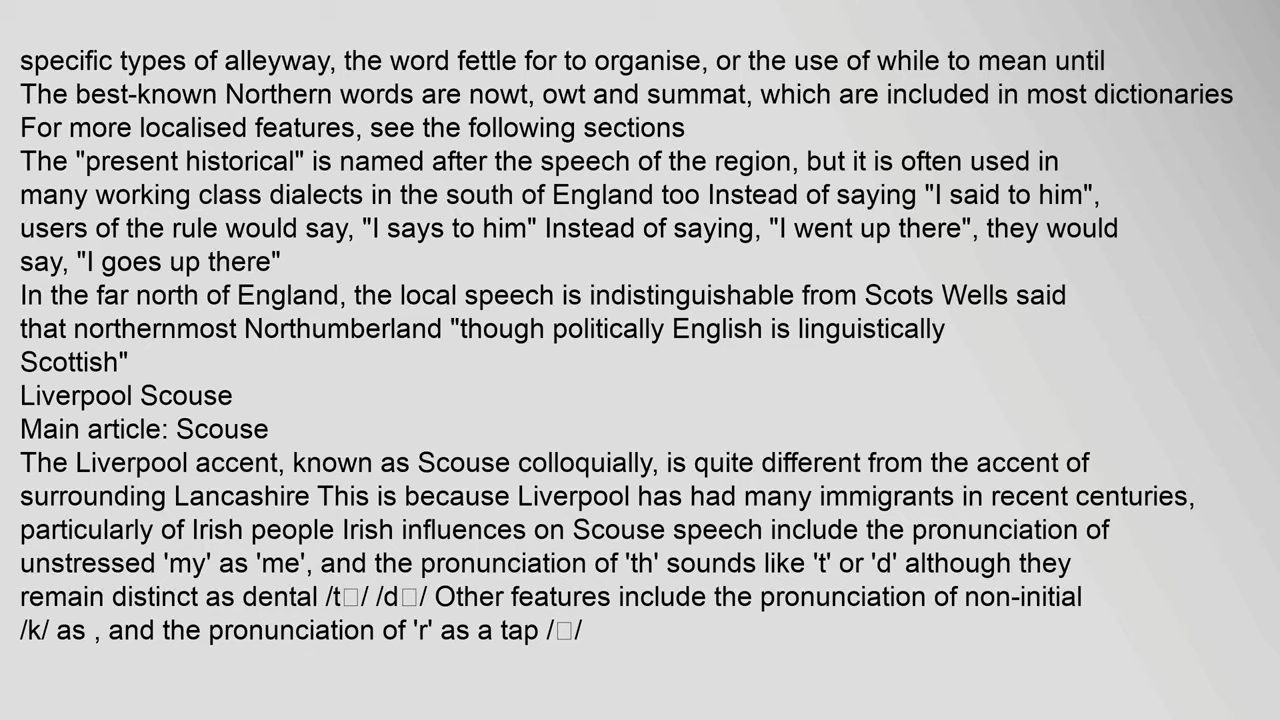 specific types of alleyway, the word fettle for to organise, or the use of while to mean until
The best-known Northern words are nowt, owt and summat, which are included in most dictionaries
For more localised features, see the following sections
The "present historical" is named after the speech of the region, but it is often used in
many working class dialects in the south of England too Instead of saying "I said to him",
users of the rule would say, "I says to him" Instead of saying, "I went up there", they would
say, "I goes up there"
In the far north of England, the local speech is indistinguishable from Scots Wells said
that northernmost Northumberland "though politically English is linguistically
Scottish"
Liverpool Scouse
Main article: Scouse
The Liverpool accent, known as Scouse colloquially, is quite different from the accent of
surrounding Lancashire This is because Liverpool has had many immigrants in recent centuries,
particularly of Irish people Irish influences on Scouse speech include the pronunciation of
unstressed 'my' as 'me', and the pronunciation of 'th' sounds like 't' or 'd' although they
remain distinct as dental /t□/ /d□/ Other features include the pronunciation of non-initial
/k/ as , and the pronunciation of 'r' as a tap /□/